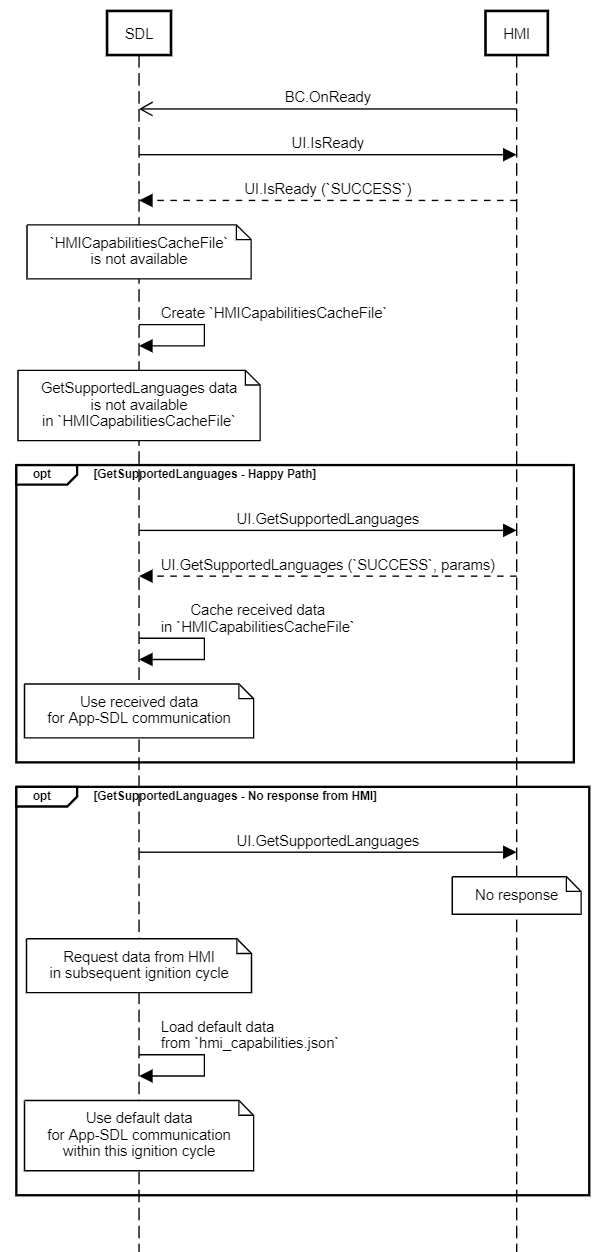 SDL
HMI
BC.OnReady
UI.IsReady
UI.IsReady (`SUCCESS`)
`HMICapabilitiesCacheFile`
is not available
Create `HMICapabilitiesCacheFile`
GetSupportedLanguages data
is not available
in `HMICapabilitiesCacheFile`
opt
[GetSupportedLanguages - Happy Path]
UI.GetSupportedLanguages
UI.GetSupportedLanguages (`SUCCESS`, params)
Cache received data
in `HMICapabilitiesCacheFile`
Use received data
for App-SDL communication
opt
[GetSupportedLanguages - No response from HMI]
UI.GetSupportedLanguages
No response
Request data from HMI
in subsequent ignition cycle
Load default data
from `hmi_capabilities.json`
Use default data
for App-SDL communication
within this ignition cycle